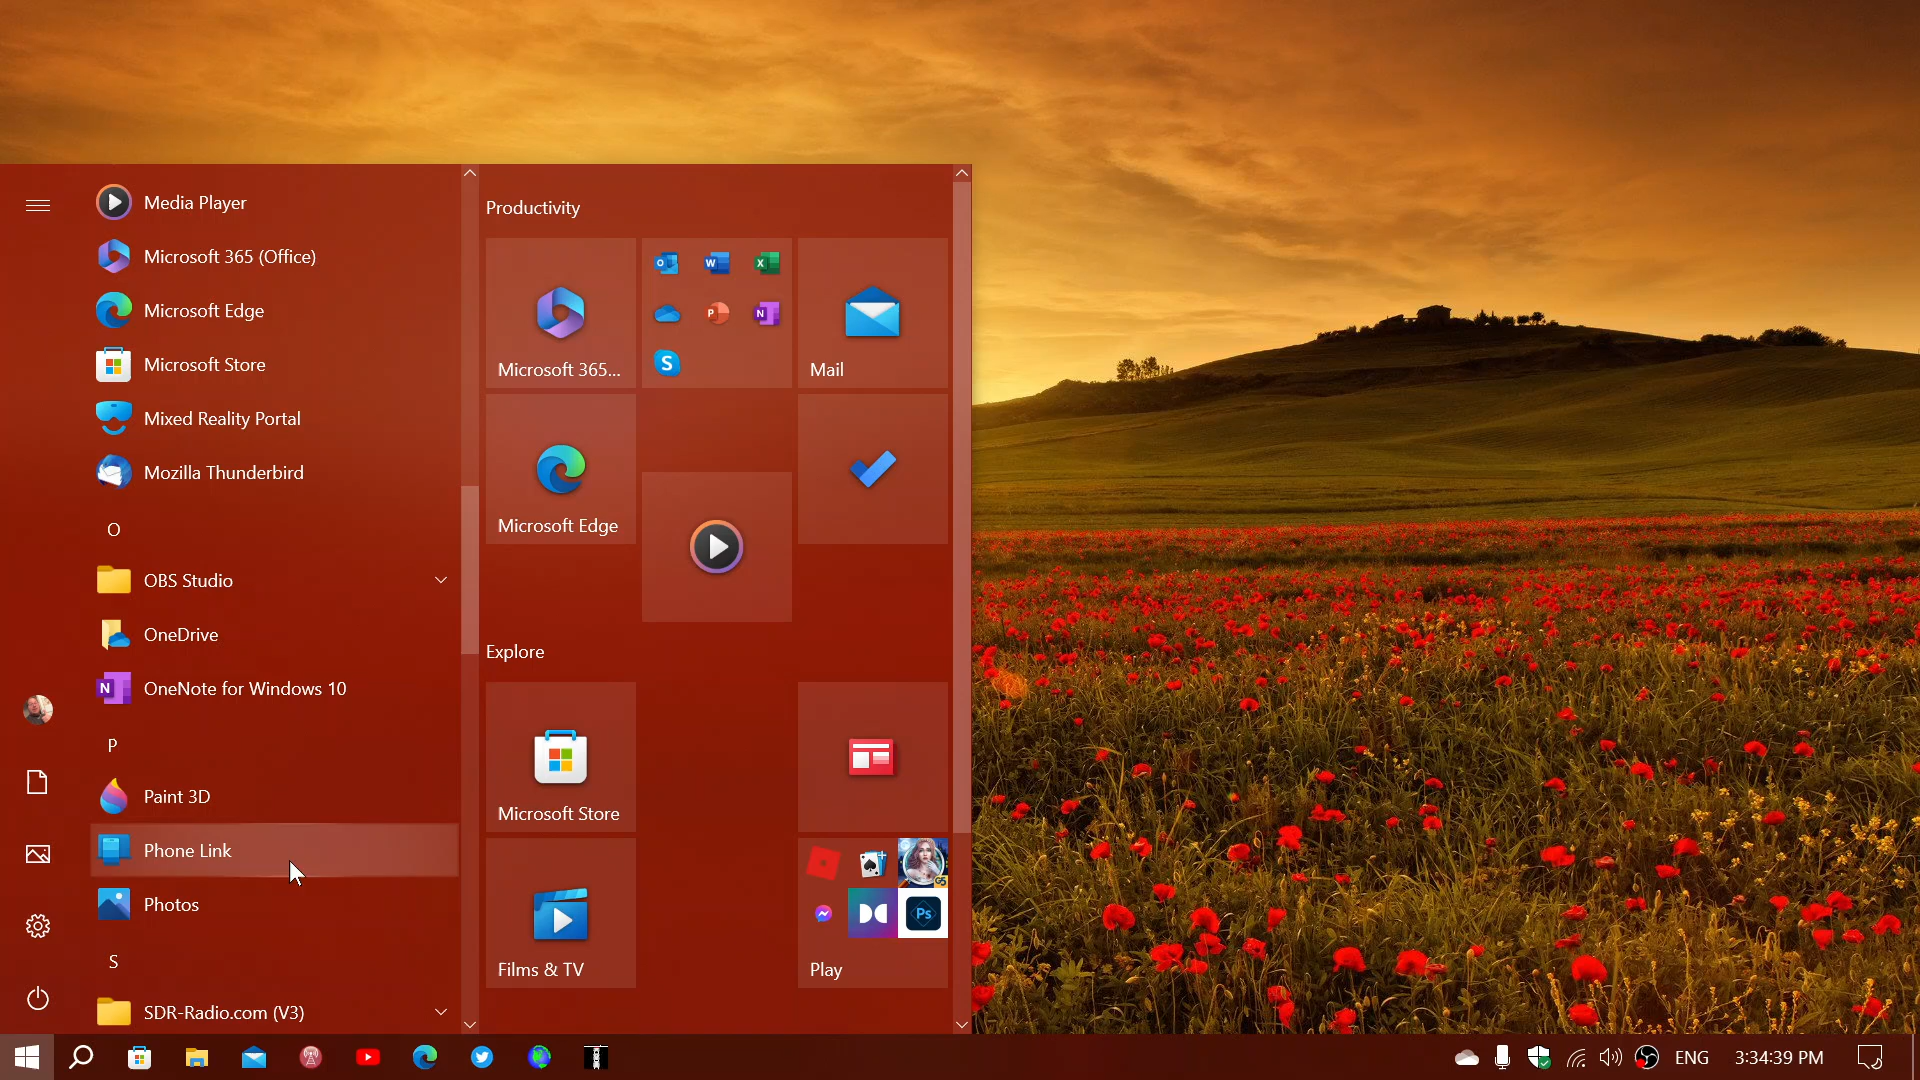 Media Player
Microsoft 365 (Office)
Microsoft Edge
Microsoft Store
Mixed Reality Portal
Mozilla Thunderbird
O
OBS Studio
OneDrive
N
OneNote for Windows 10
P
Paint 3D
Phone Link
Photos
S
SDR-Radio.com (V3)
Productivity
Microsoft 365...
O
W
X
P
N
S
Mail
Microsoft Edge
Explore
Microsoft Store
Films & TV
G5
Ps
Play
ENG
3:34:39 PM